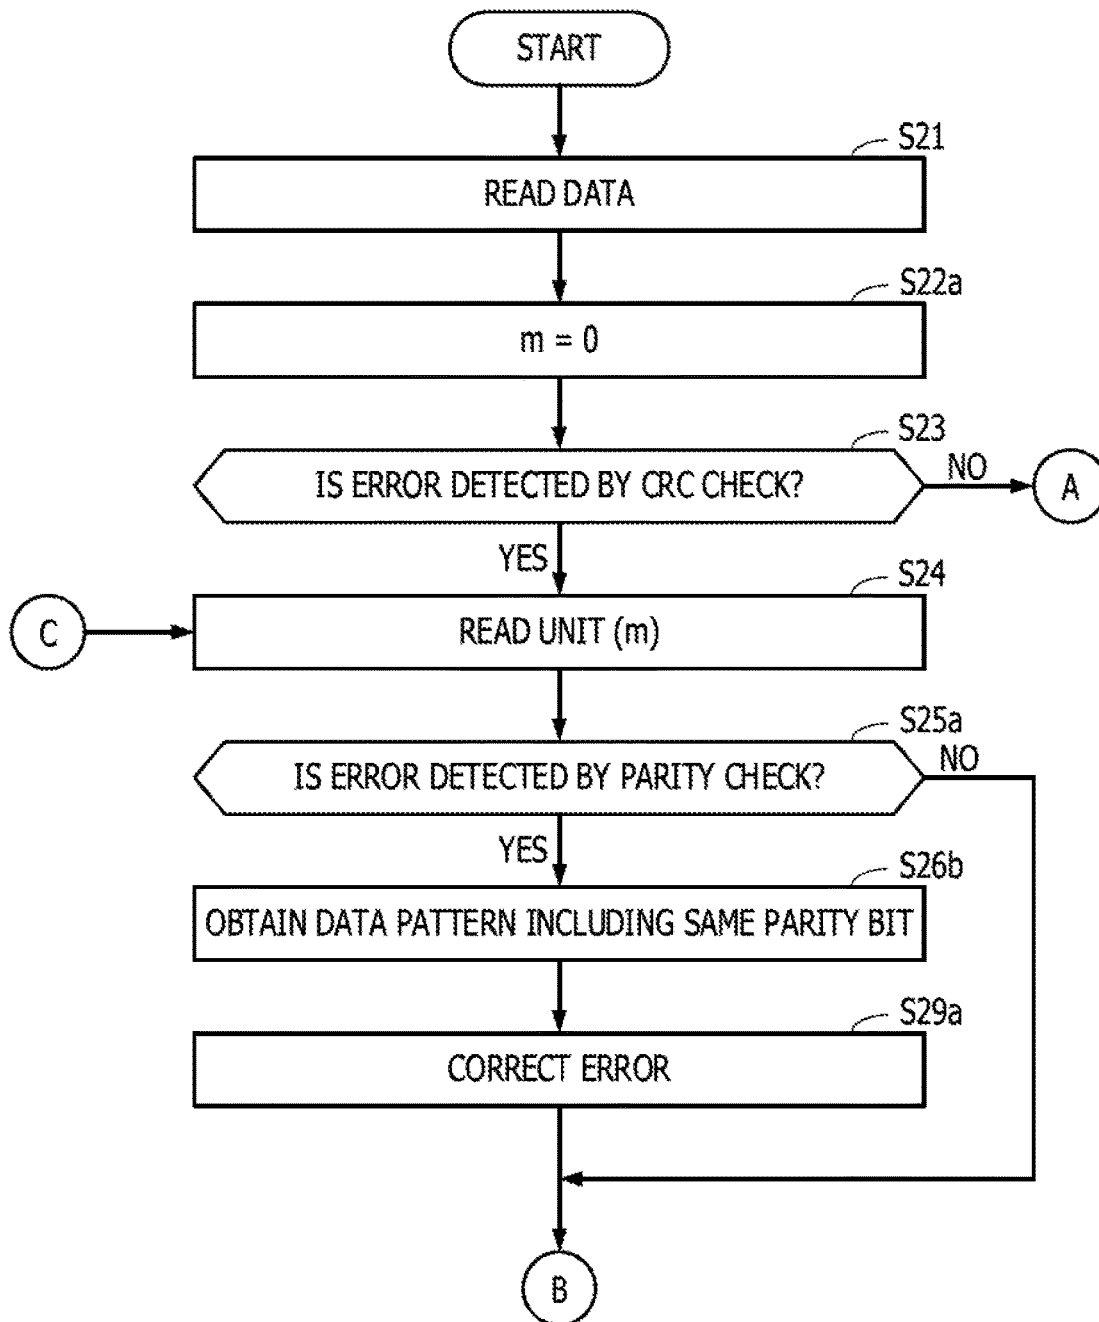 START
S21
READ DATA
S22a
m = 0
S23
IS ERROR DETECTED BY CRC CHECK?
NO
A
YES
S24
C
READ UNIT (m)
S25a
IS ERROR DETECTED BY PARITY CHECK?
NO
YES
S26b
OBTAIN DATA PATTERN INCLUDING SAME PARITY BIT
S29a
CORRECT ERROR
B